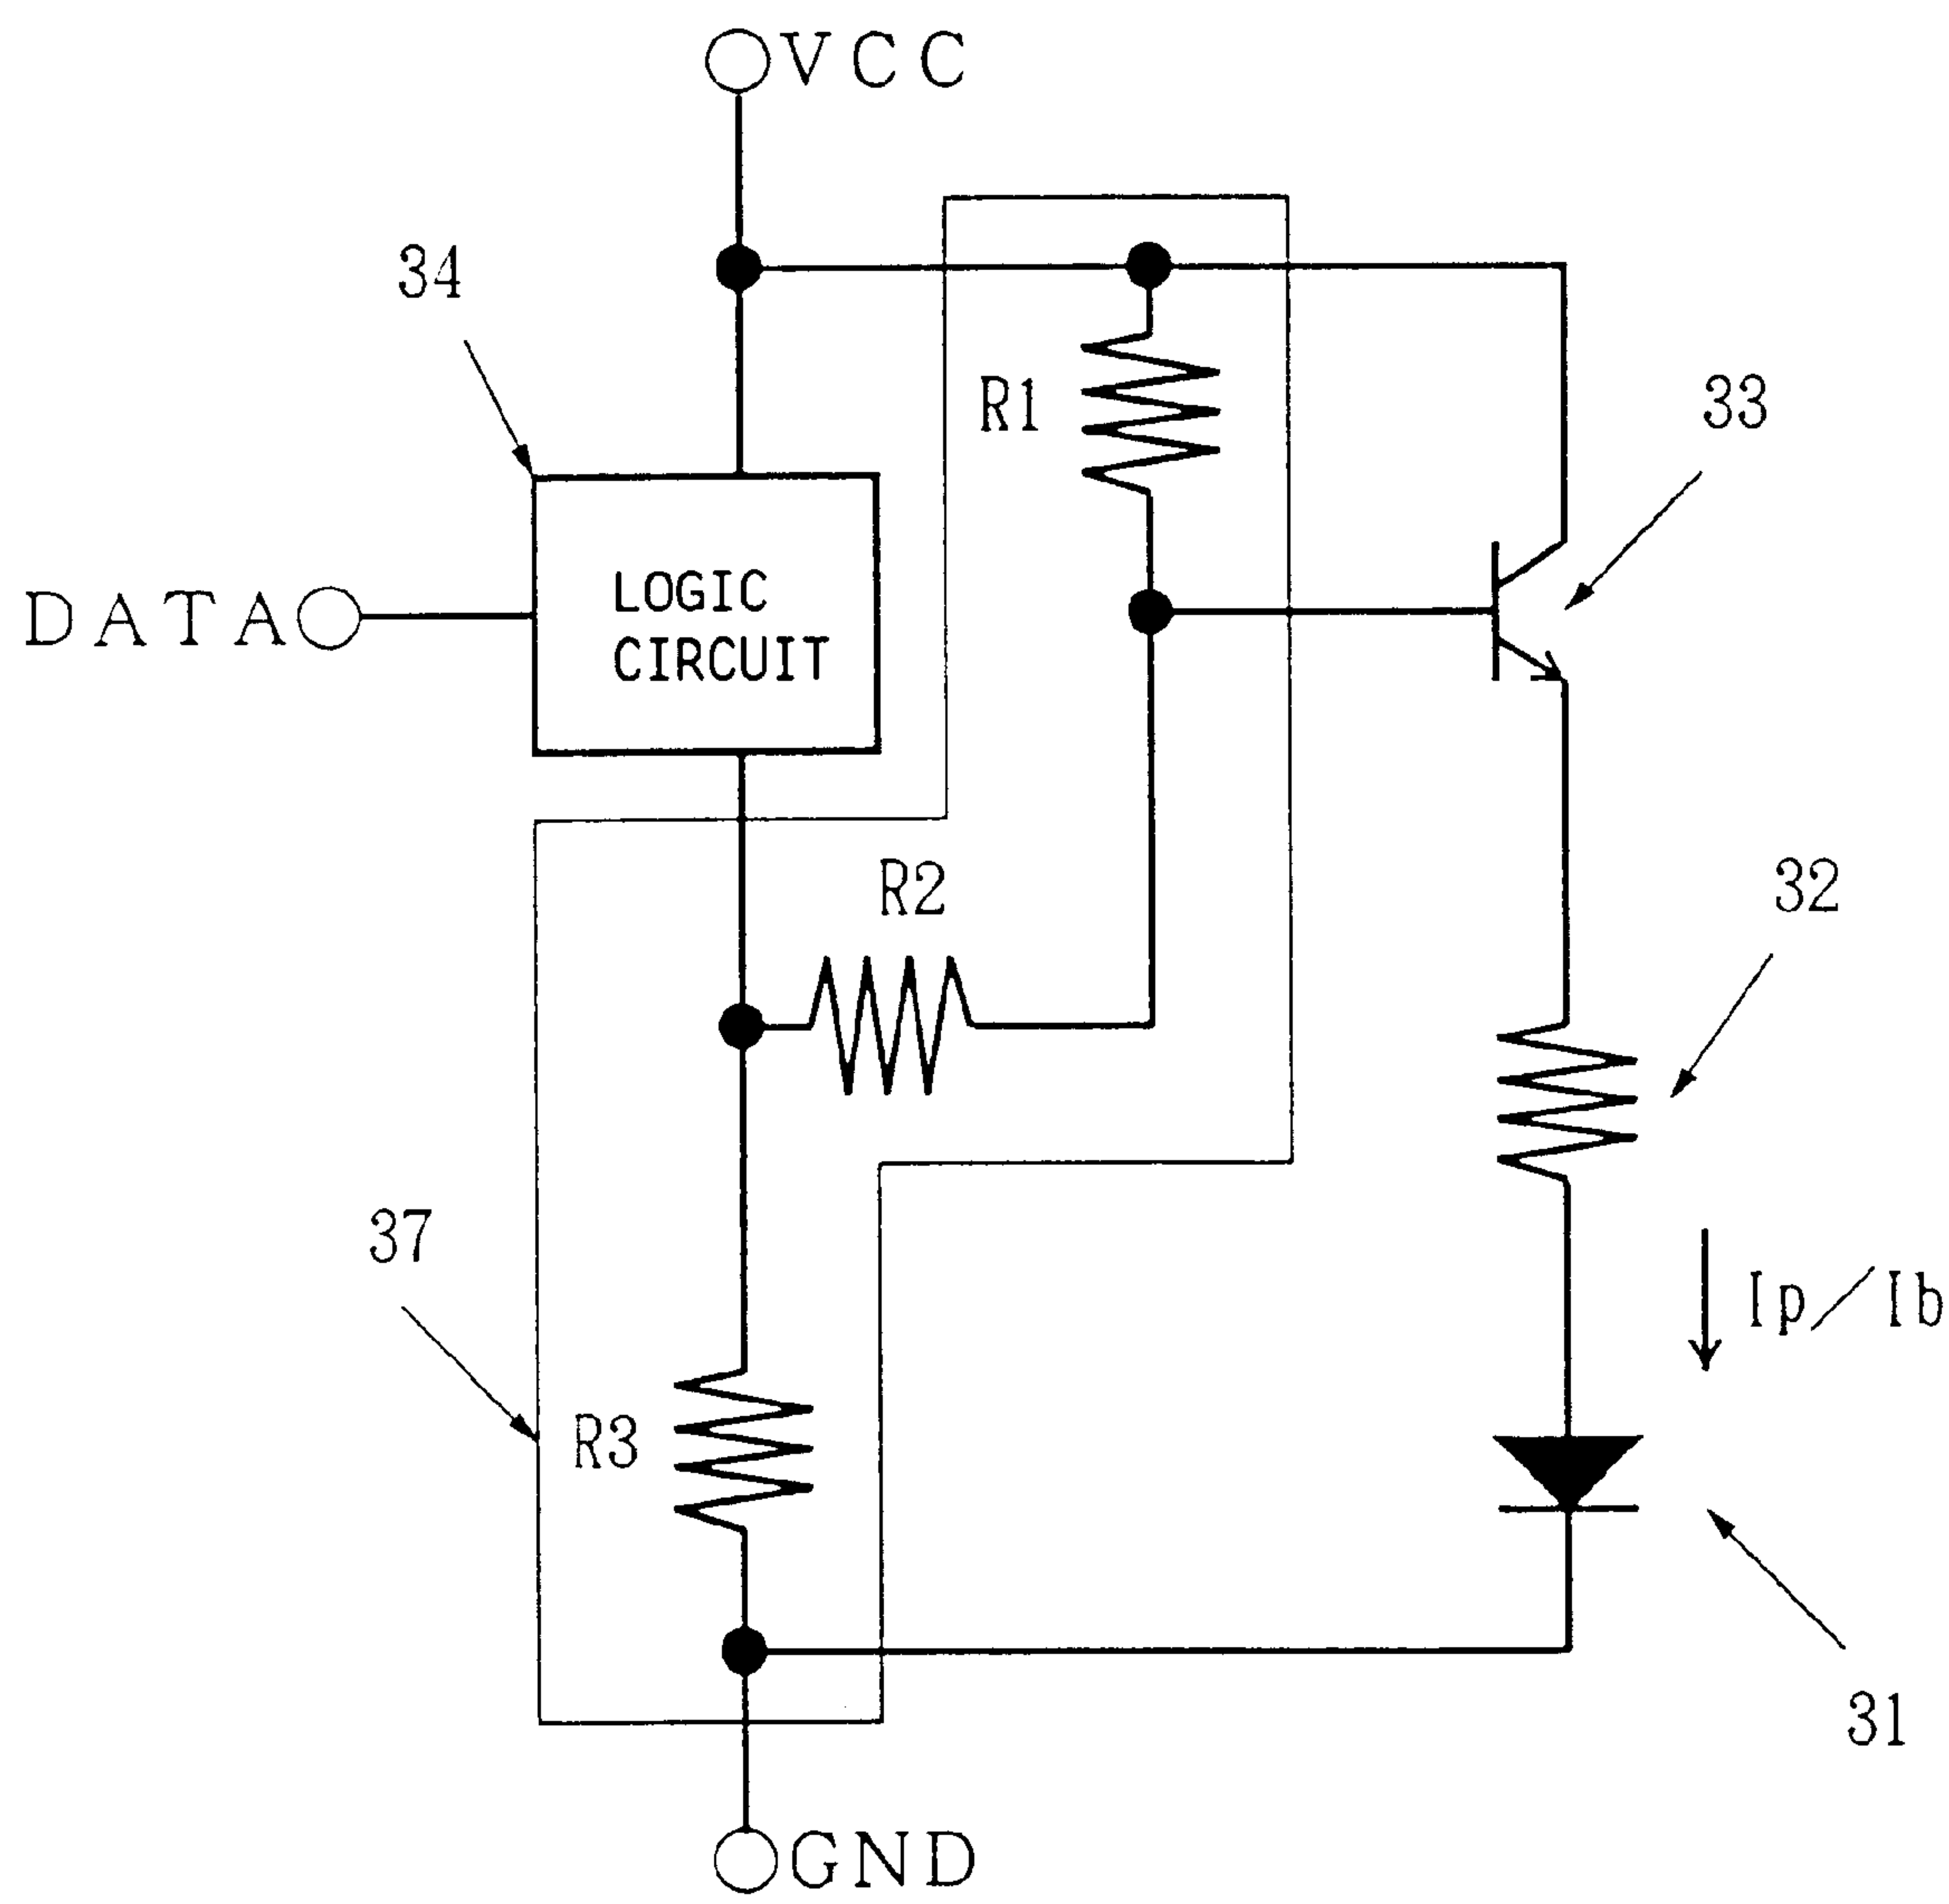 VCC
34
R1
33
DATA
LOGIC
CIRCUIT
R2
32
37
Ip/Ib
R3
31
GND